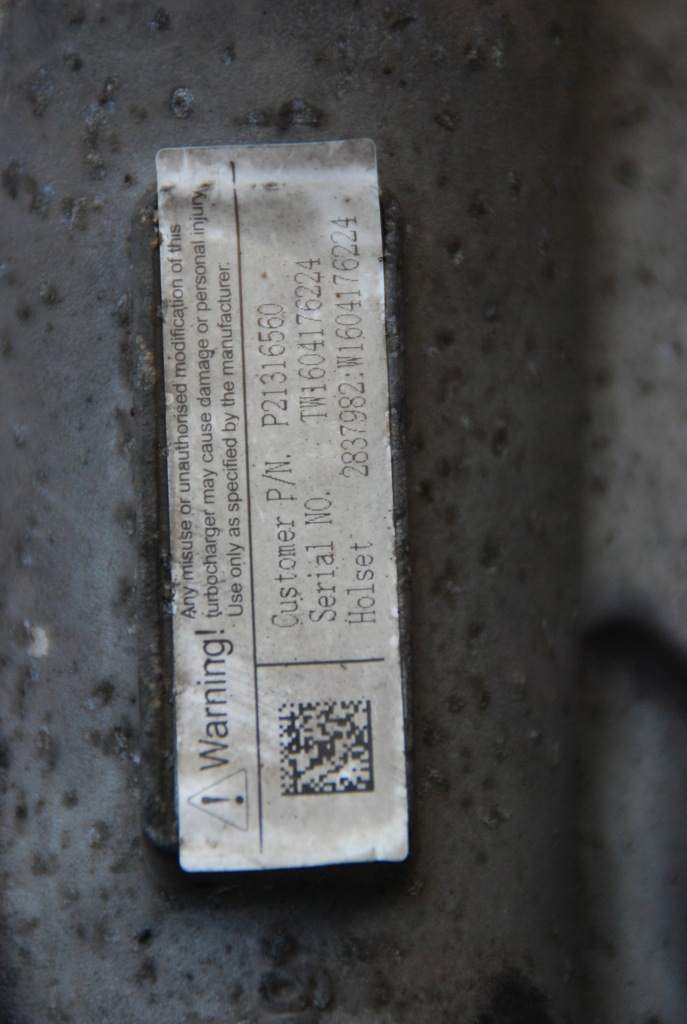 Warning!
Any misuse or unauthorised modification of this
turbocharger may cause damage or personal injury.
Use only as specified by the manufacturer.
Customer P/N. P21316560
Serial NO. TW1604176224
Holset 2837982:W1604176224